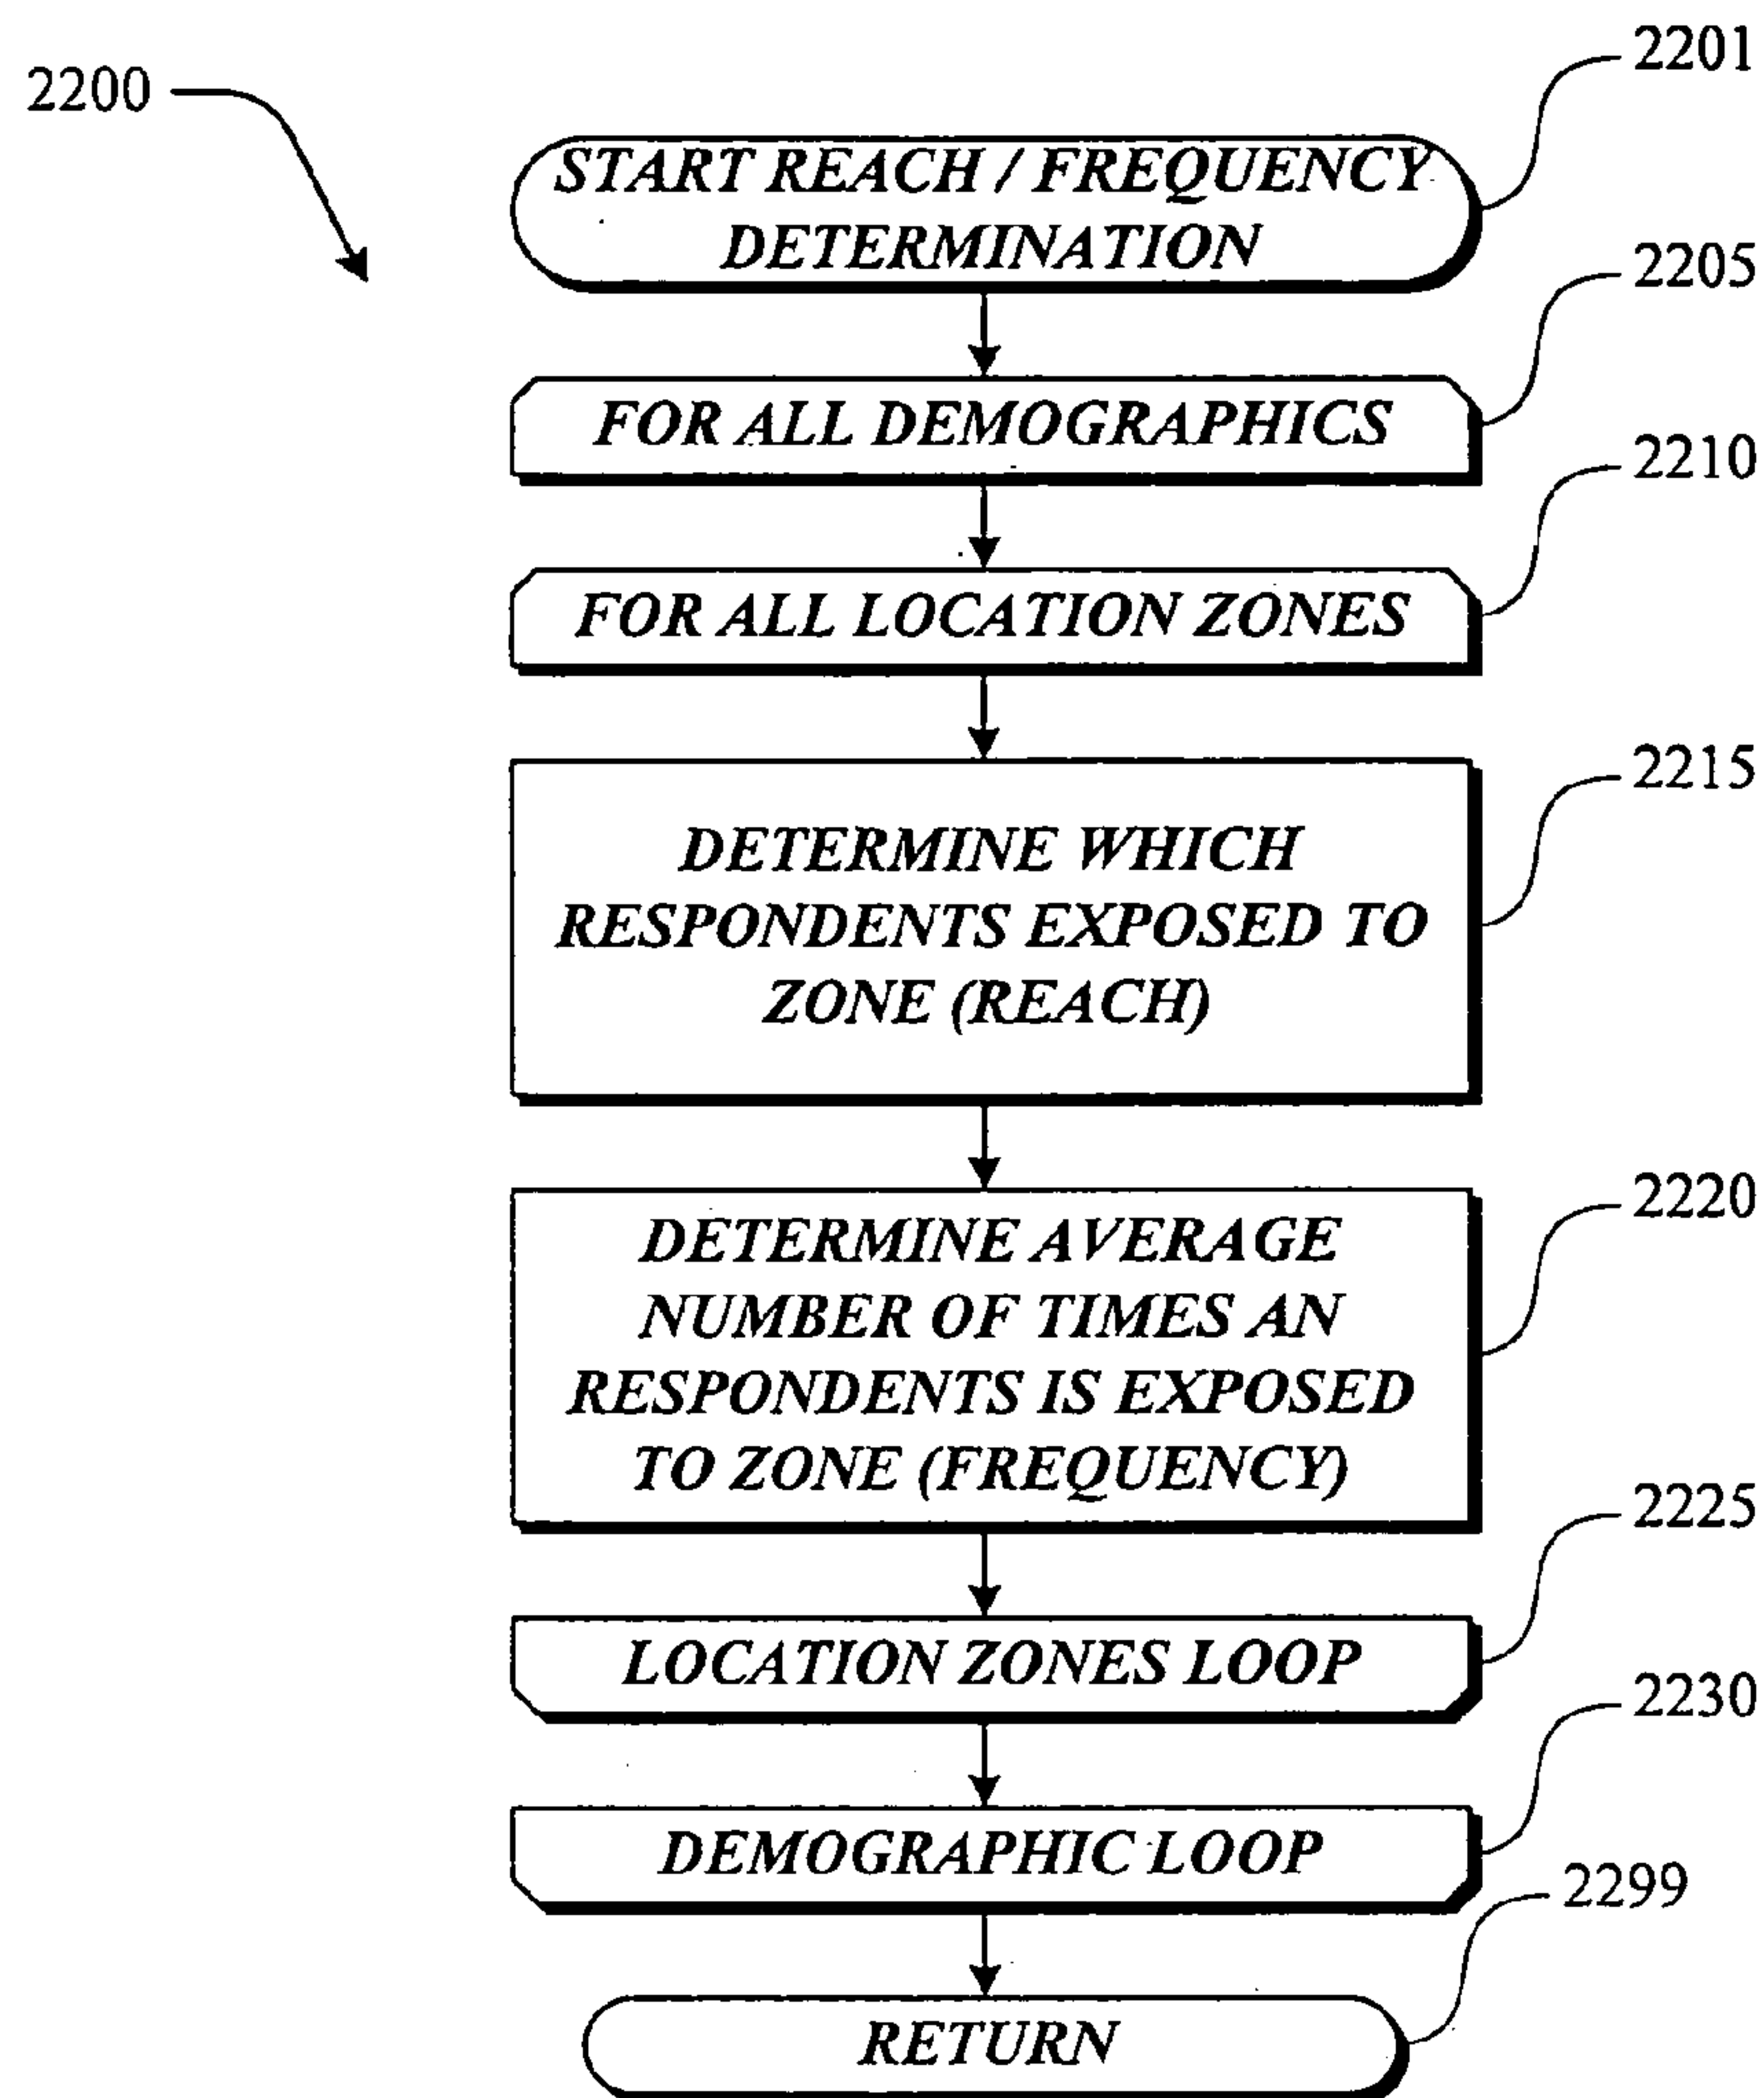 2200
2201
START REACH / FREQUENCY
DETERMINATION
2205
FOR ALL DEMOGRAPHICS
2210
FOR ALL LOCATION ZONES
2215
DETERMINE WHICH
RESPONDENTS EXPOSED TO
ZONE (REACH)
2220
DETERMINE AVERAGE
NUMBER OF TIMES AN
RESPONDENTS IS EXPOSED
TO ZONE (FREQUENCY)
2225
LOCATION ZONES LOOP
2230
DEMOGRAPHIC LOOP
2299
RETURN